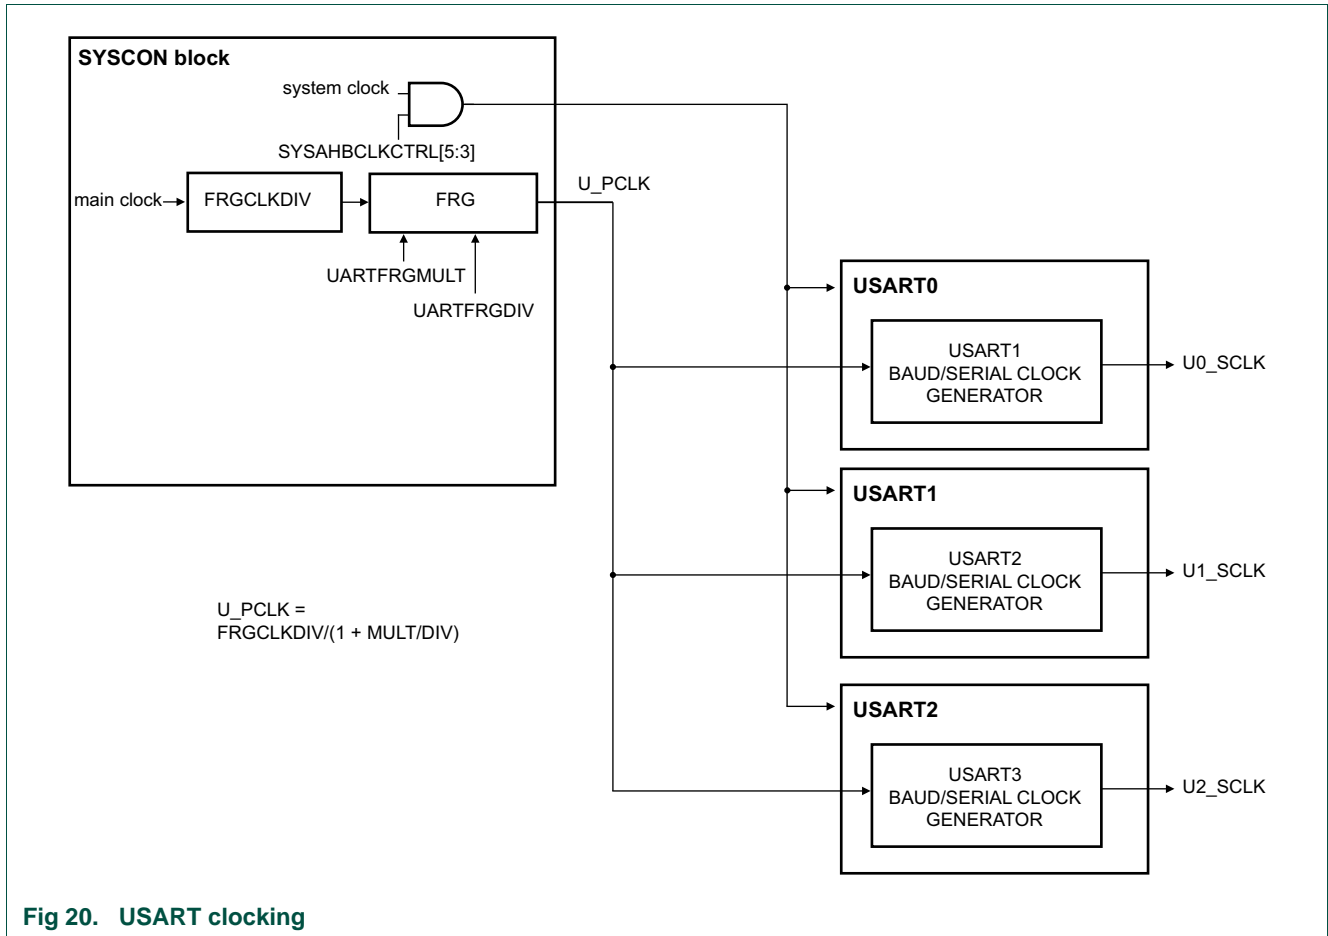 SYSCON block
system clock
SYSAHBCLKCTRL[5:3]
main clock
FRGCLKDIV
FRG
U_PCLK
UARTFRGMULT
UARTFRGDIV
USART0
USART1
BAUD/SERIAL CLOCK
GENERATOR
U0_SCLK
USART1
USART2
BAUD/SERIAL CLOCK
GENERATOR
U1_SCLK
U_PCLK =
FRGCLKDIV/(1 + MULT/DIV)
USART2
USART3
BAUD/SERIAL CLOCK
GENERATOR
U2_SCLK
Fig 20. USART clocking